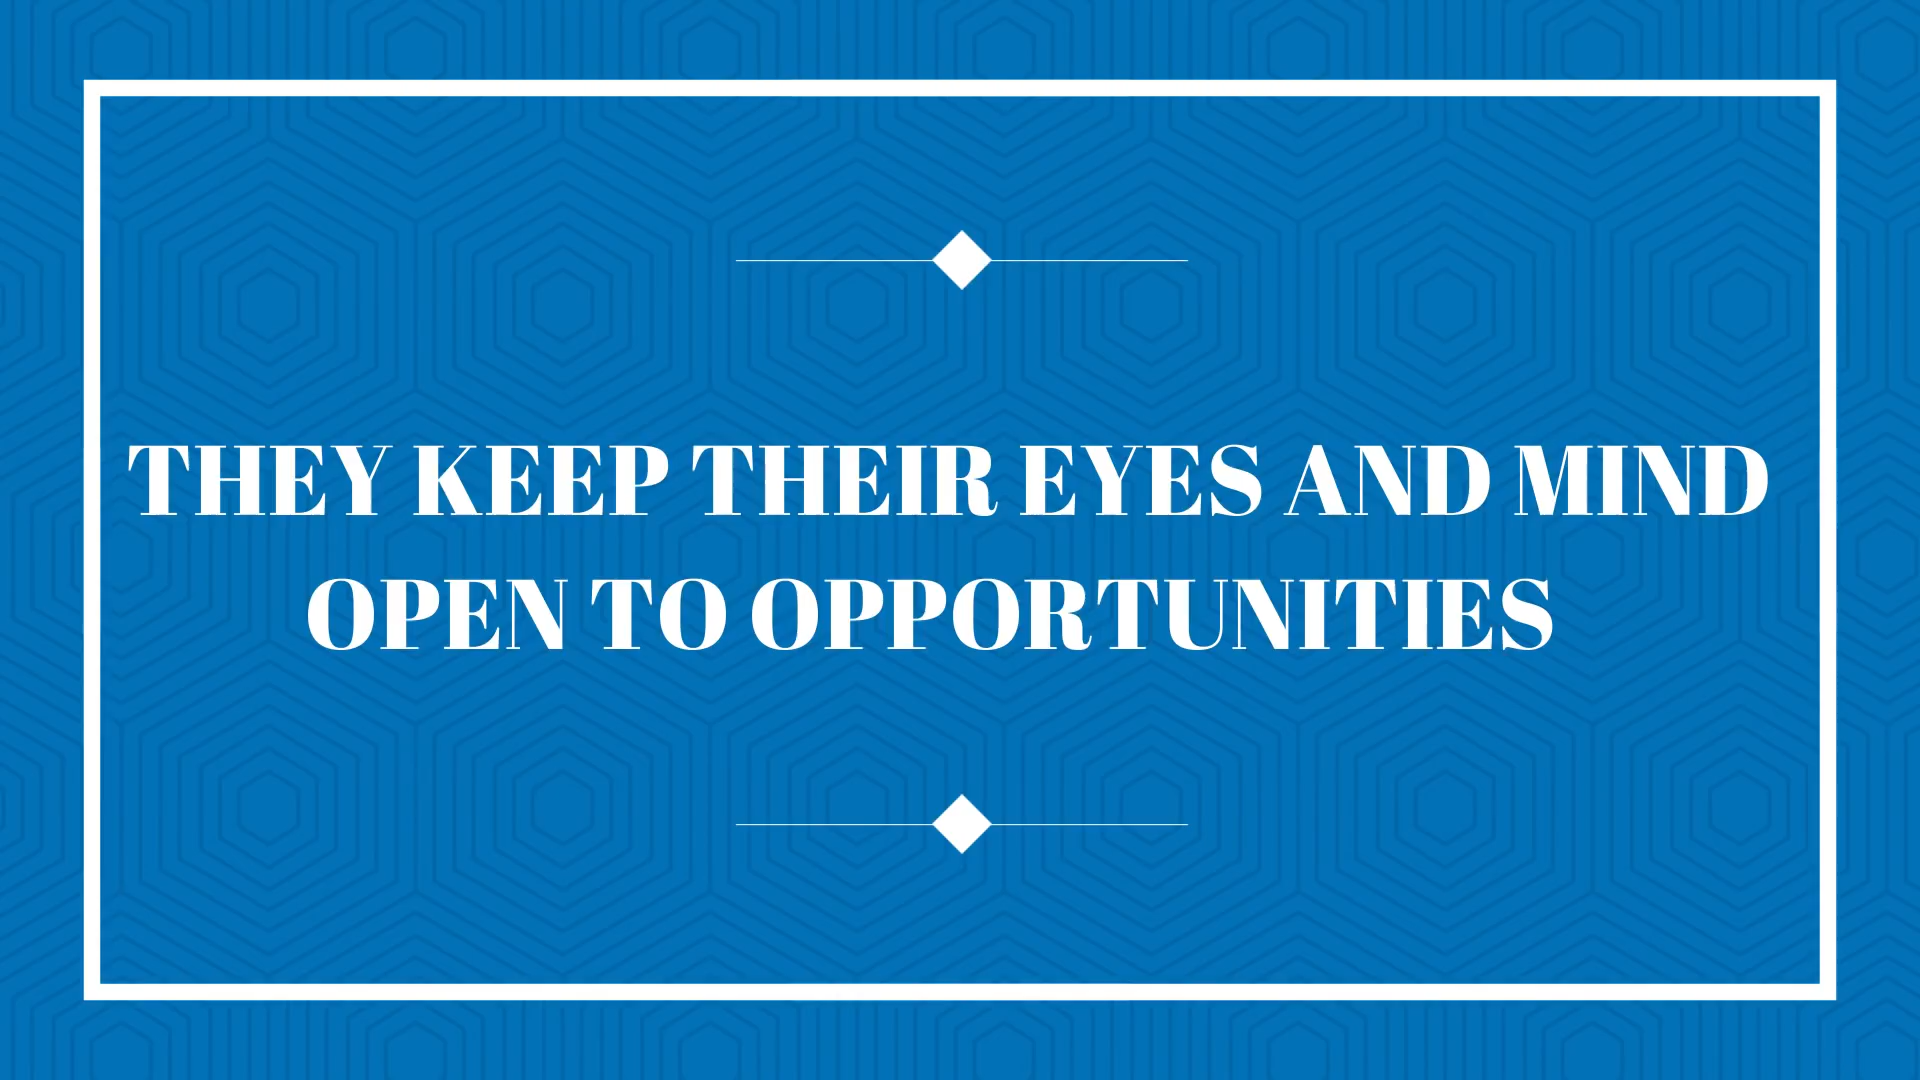 THEY KEEP THEIR EYES AND MIND
OPEN TO OPPORTUNITIES